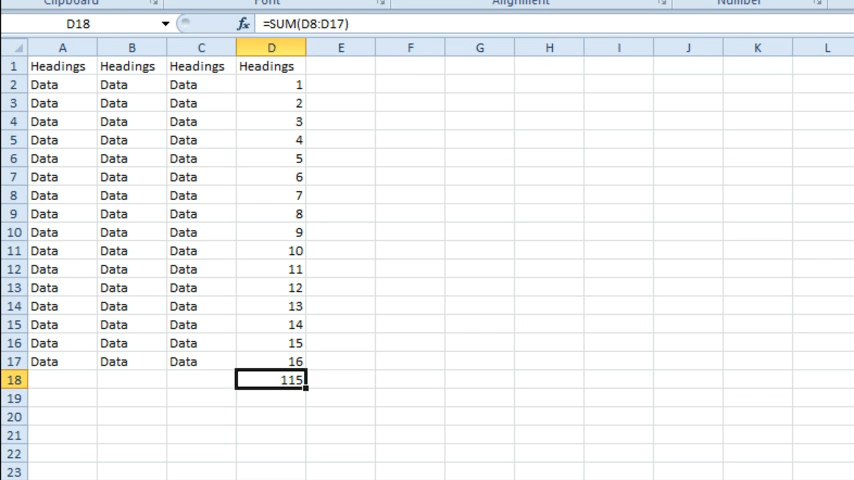 Clipboard Font Alignment Number
D18 fx =SUM(D8:D17)
A B C D E F G H I J K L
1 Headings Headings Headings Headings
2 Data Data Data 1
3 Data Data Data 2
4 Data Data Data 3
5 Data Data Data 4
6 Data Data Data 5
7 Data Data Data 6
8 Data Data Data 7
9 Data Data Data 8
10 Data Data Data 9
11 Data Data Data 10
12 Data Data Data 11
13 Data Data Data 12
14 Data Data Data 13
15 Data Data Data 14
16 Data Data Data 15
17 Data Data Data 16
18 115
19
20
21
22
23